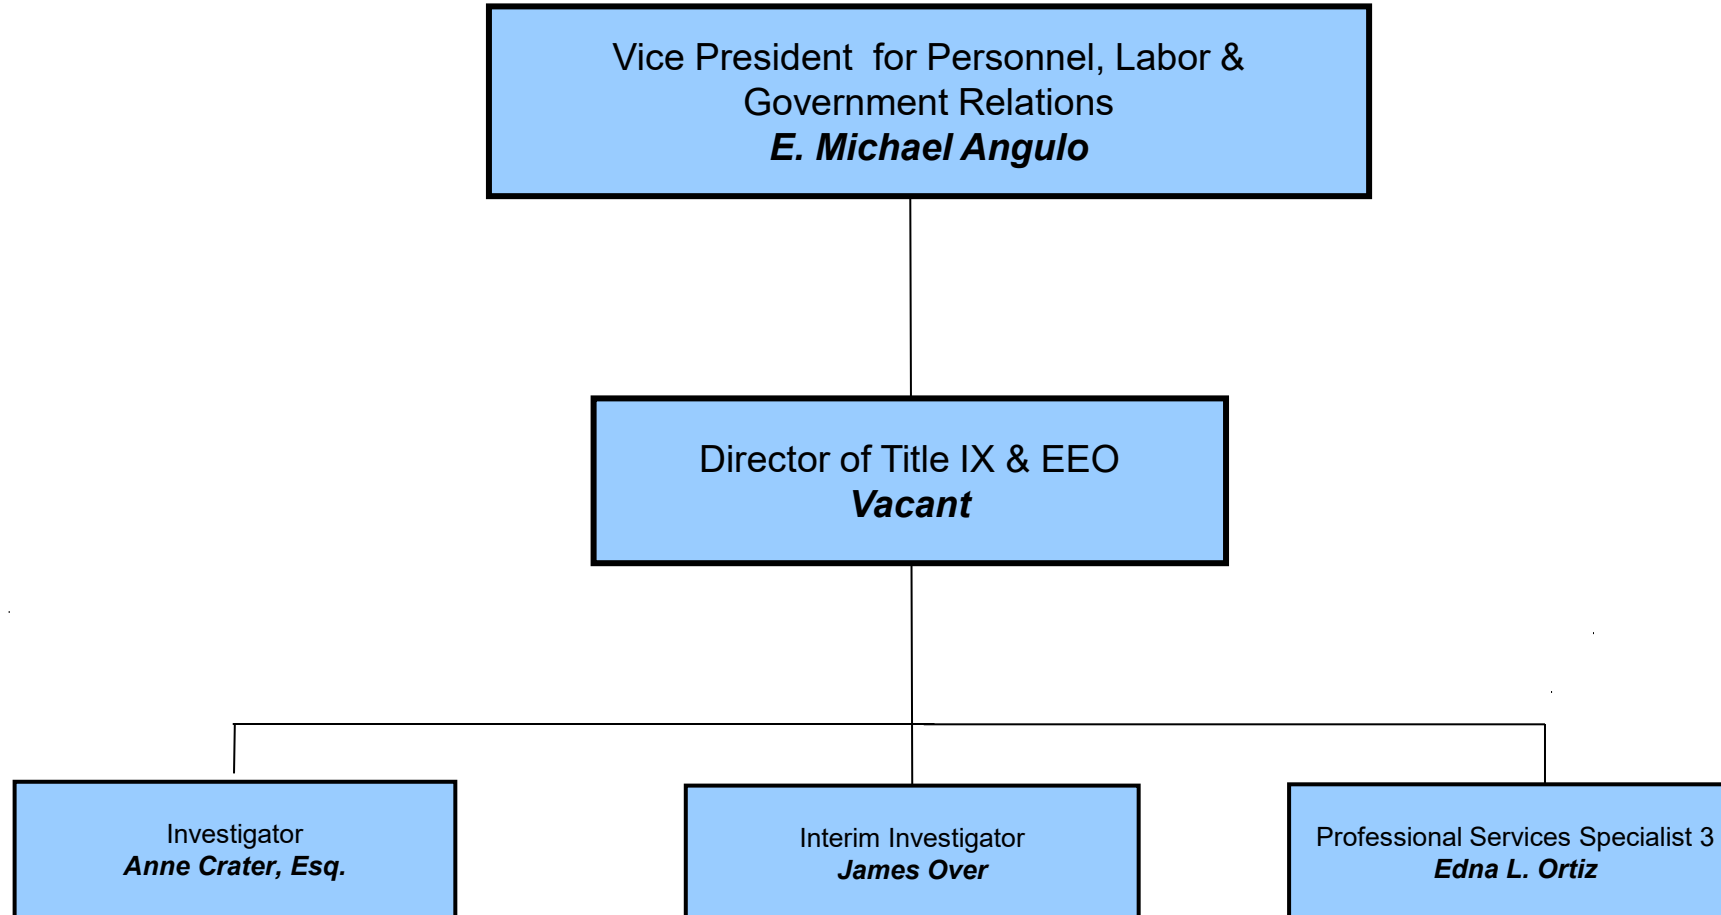 Vice President  for Personnel, Labor &
Government Relations
E. Michael Angulo
Director of Title IX & EEO
Vacant
Investigator
Anne Crater, Esq.
Interim Investigator
James Over
Professional Services Specialist 3
Edna L. Ortiz